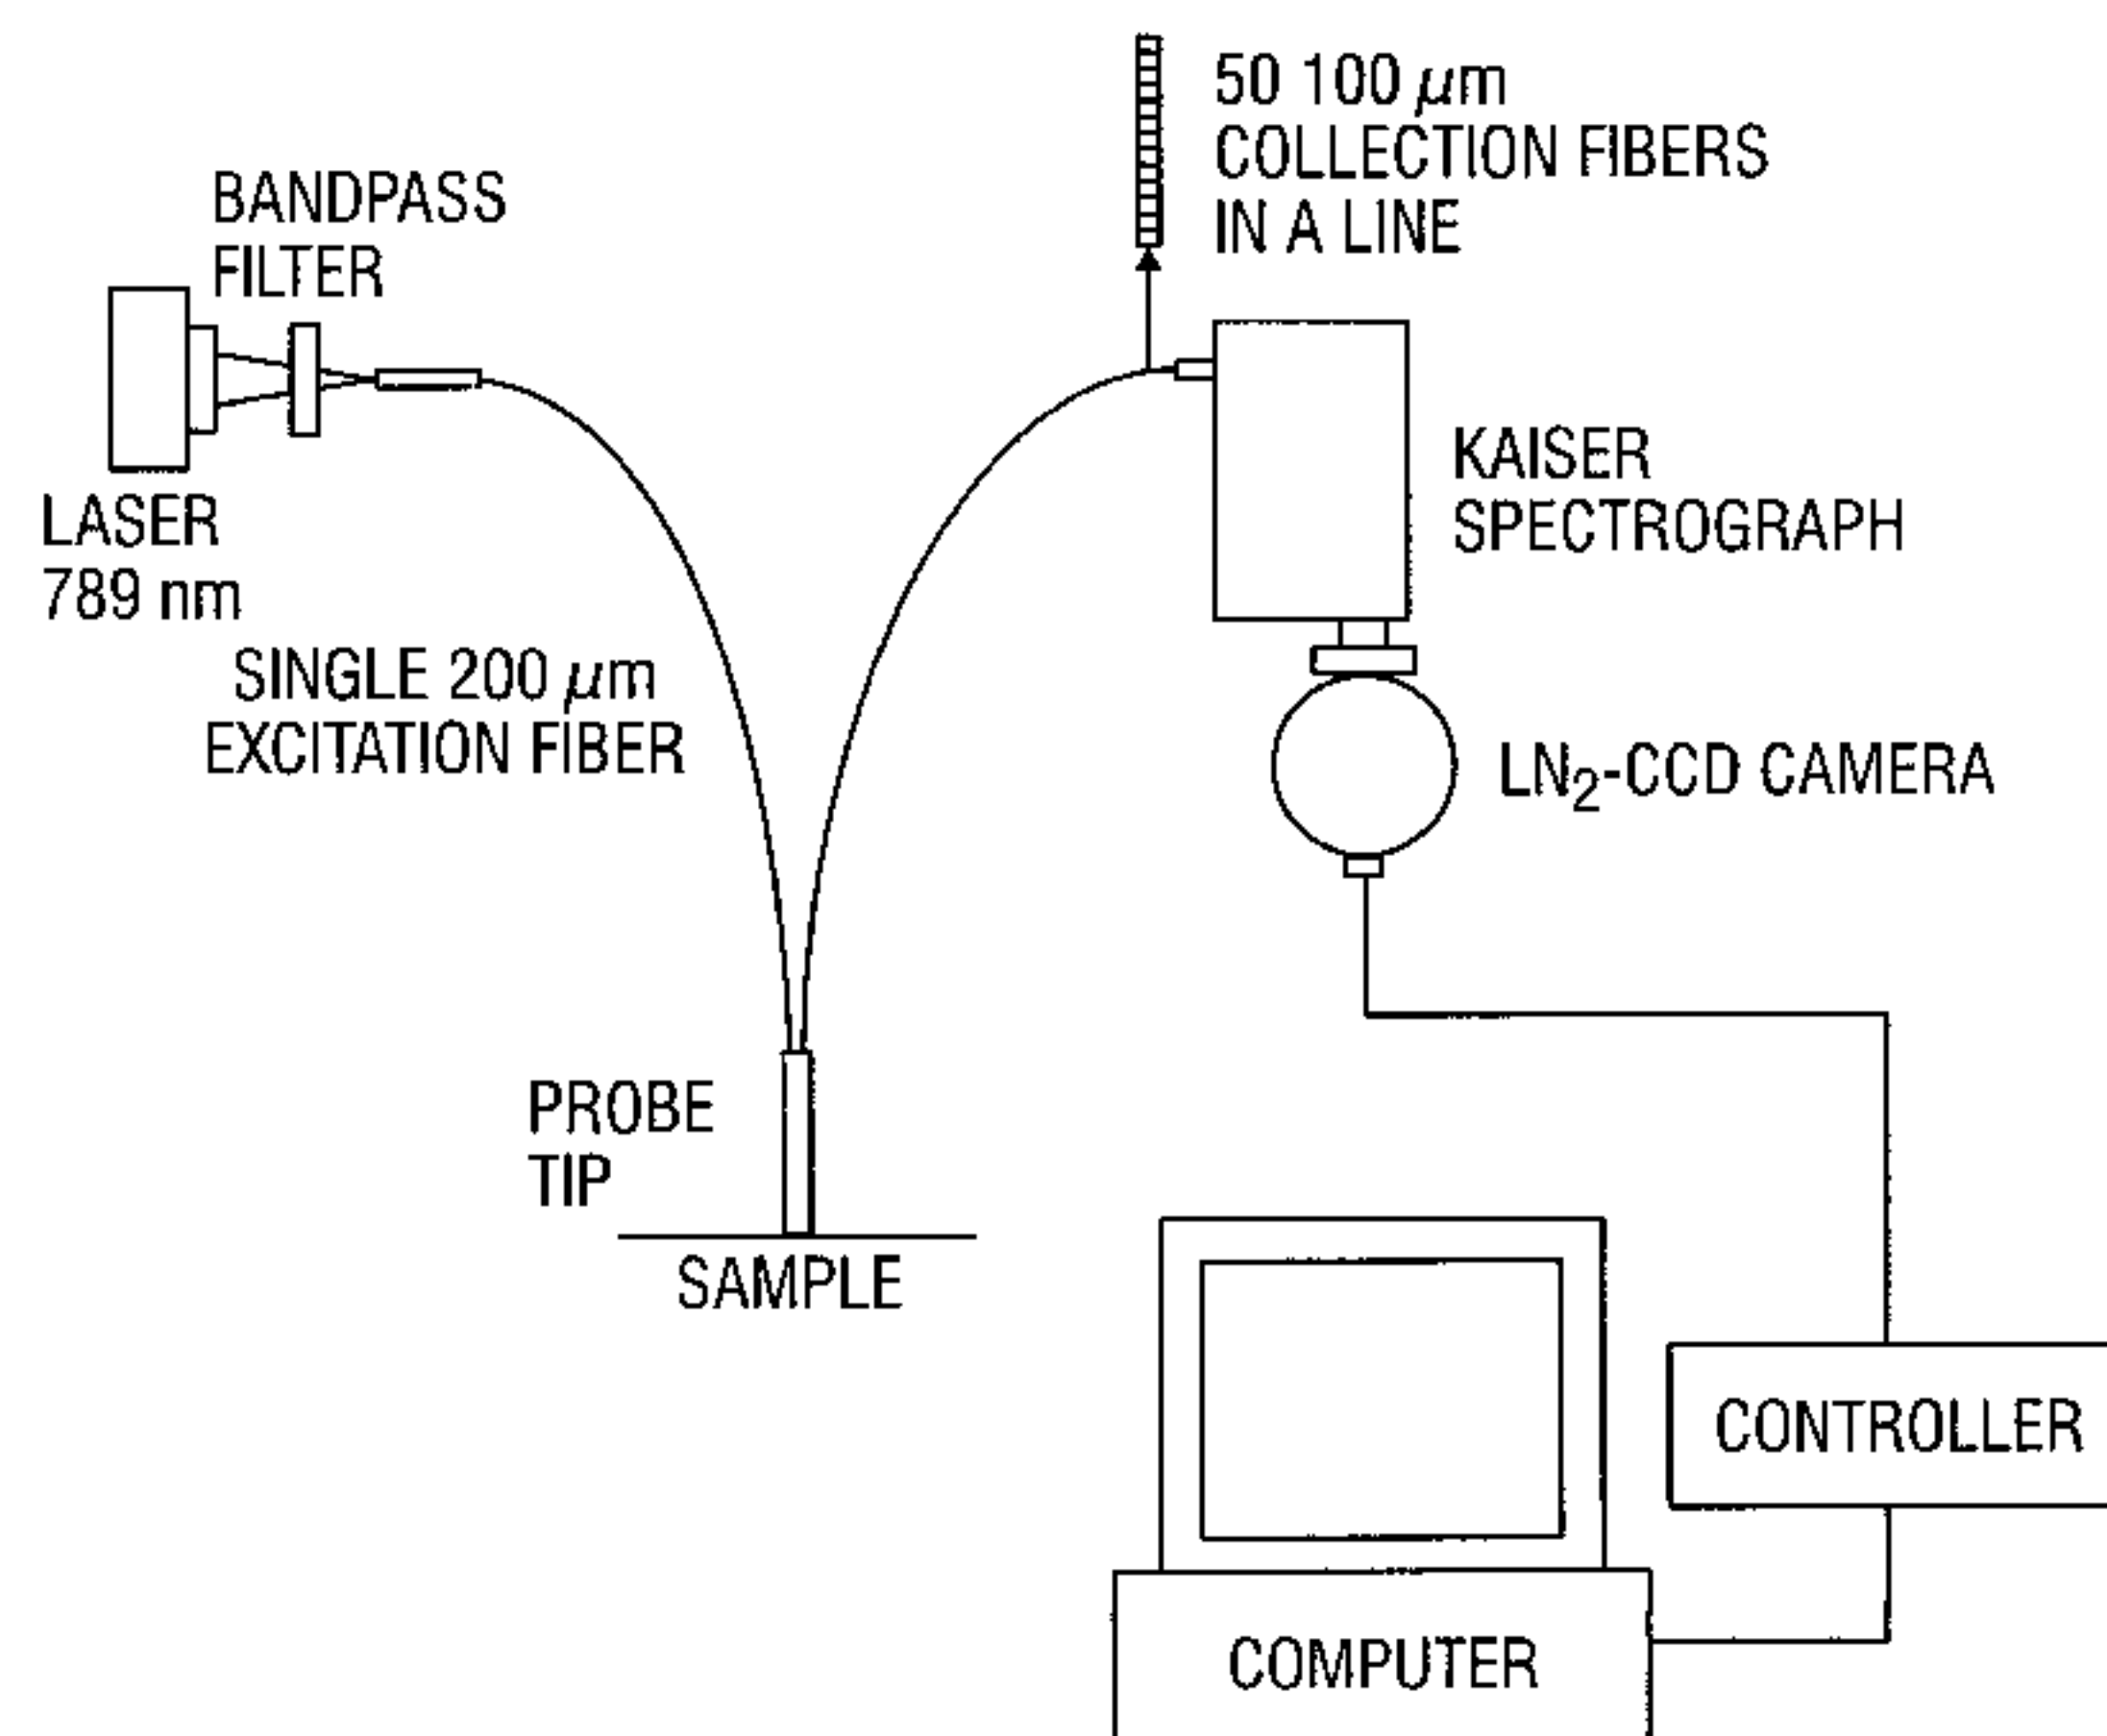 50 100 μm
COLLECTION FIBERS
IN A LINE
BANDPASS
FILTER
LASER
789 nm
KAISER
SPECTROGRAPH
SINGLE 200 μm
EXCITATION FIBER
LN₂-CCD CAMERA
PROBE
TIP
SAMPLE
CONTROLLER
COMPUTER